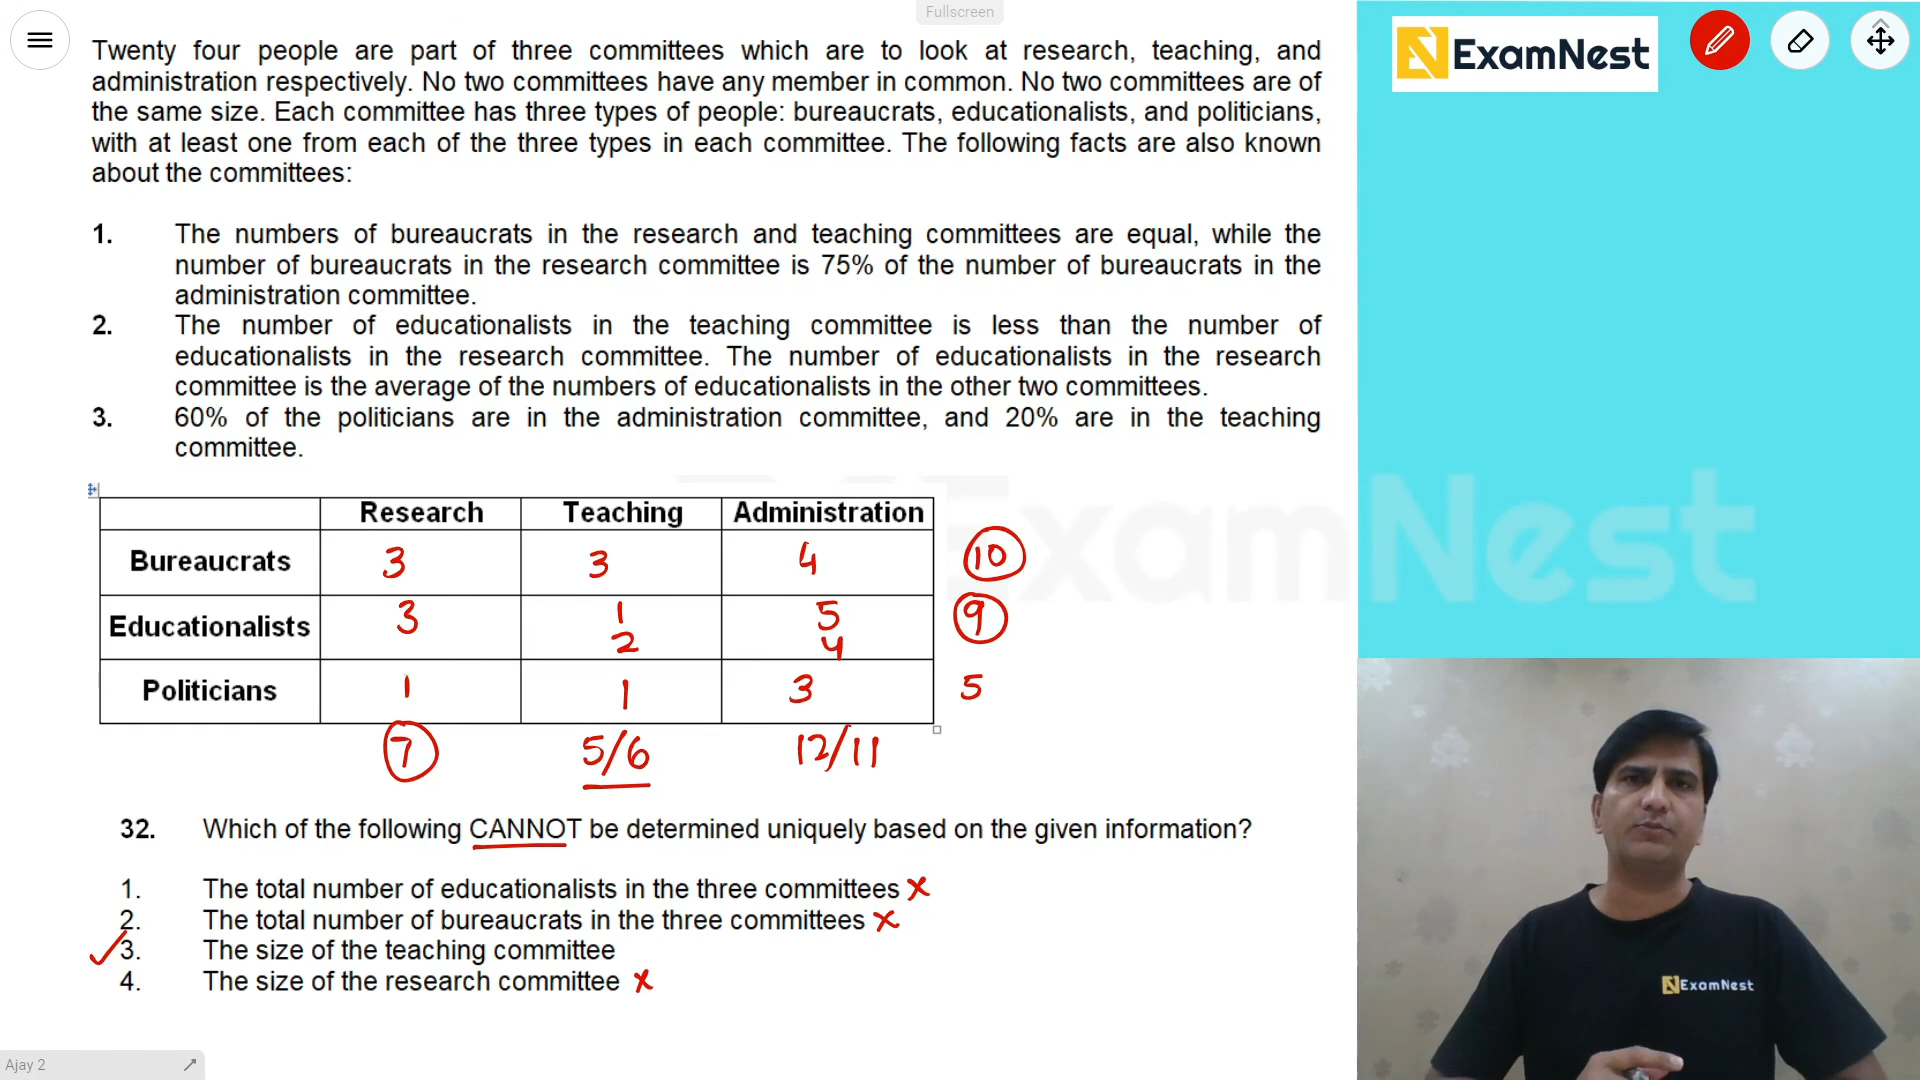 Fullscreen
Twenty four people are part of three committees which are to look at research, teaching, and
administration respectively. No two committees have any member in common. No two committees are of
the same size. Each committee has three types of people: bureaucrats, educationalists, and politicians,
with at least one from each of the three types in each committee. The following facts are also known
about the committees:
1. The numbers of bureaucrats in the research and teaching committees are equal, while the
number of bureaucrats in the research committee is 75% of the number of bureaucrats in the
administration committee.
2. The number of educationalists in the teaching committee is less than the number of
educationalists in the research committee. The number of educationalists in the research
committee is the average of the numbers of educationalists in the other two committees.
3. 60% of the politicians are in the administration committee, and 20% are in the teaching
committee.
Research Teaching Administration
Bureaucrats 3 3 4 10
Educationalists 3 1 5 9
2 4
Politicians 1 1 3 5
7 5/6 12/11
32. Which of the following CANNOT be determined uniquely based on the given information?
1. The total number of educationalists in the three committees x
2. The total number of bureaucrats in the three committees x
✓ 3. The size of the teaching committee
4. The size of the research committee x
Ajay 2
ExamNest
ExamNest
ExamNest